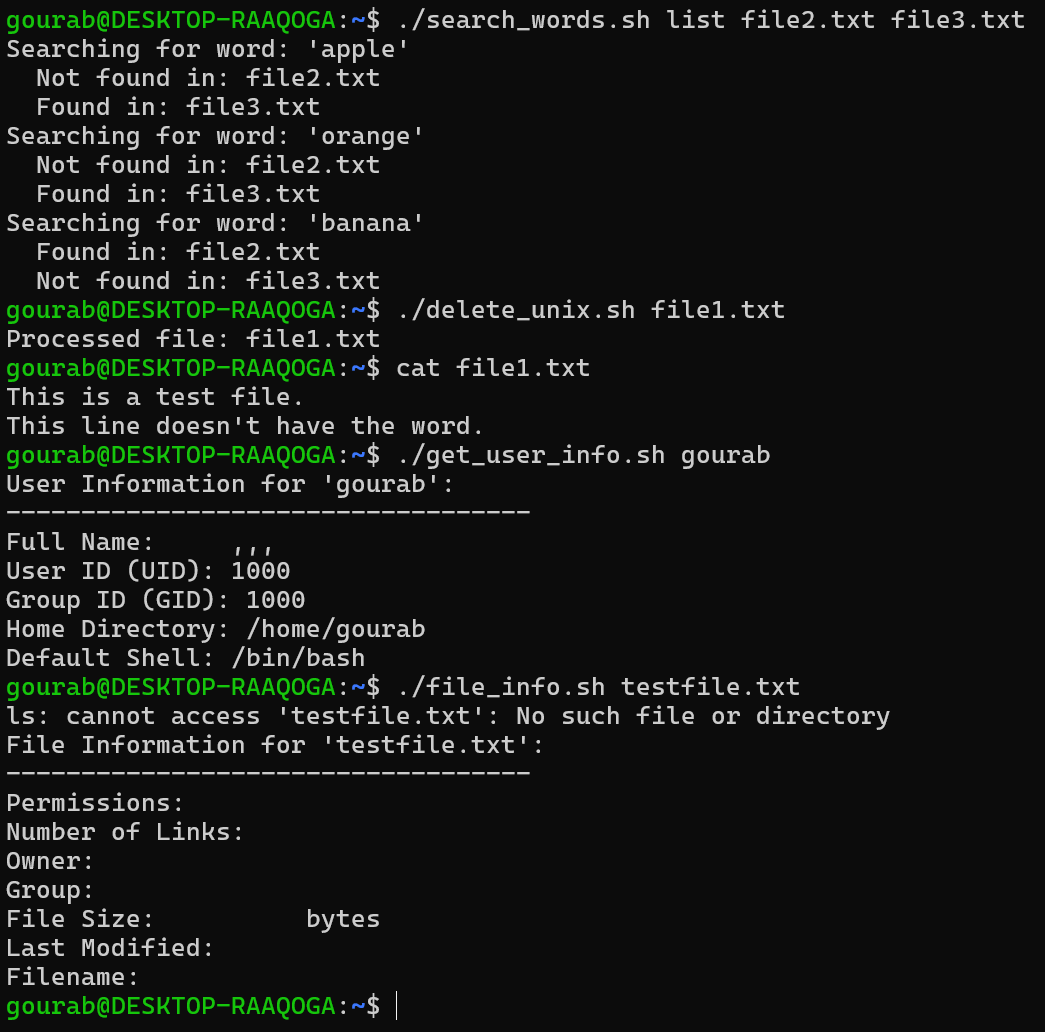 gourab@DESKTOP-RAAQOGA:~$ ./search_words.sh list file2.txt file3.txt
Searching for word: 'apple'
  Not found in: file2.txt
  Found in: file3.txt
Searching for word: 'orange'
  Not found in: file2.txt
  Found in: file3.txt
Searching for word: 'banana'
  Found in: file2.txt
  Not found in: file3.txt
gourab@DESKTOP-RAAQOGA:~$ ./delete_unix.sh file1.txt
Processed file: file1.txt
gourab@DESKTOP-RAAQOGA:~$ cat file1.txt
This is a test file.
This line doesn't have the word.
gourab@DESKTOP-RAAQOGA:~$ ./get_user_info.sh gourab
User Information for 'gourab':
-----------------------------------
Full Name:     ,,,
User ID (UID): 1000
Group ID (GID): 1000
Home Directory: /home/gourab
Default Shell: /bin/bash
gourab@DESKTOP-RAAQOGA:~$ ./file_info.sh testfile.txt
ls: cannot access 'testfile.txt': No such file or directory
File Information for 'testfile.txt':
-----------------------------------
Permissions:
Number of Links:
Owner:
Group:
File Size:          bytes
Last Modified:
Filename:
gourab@DESKTOP-RAAQOGA:~$